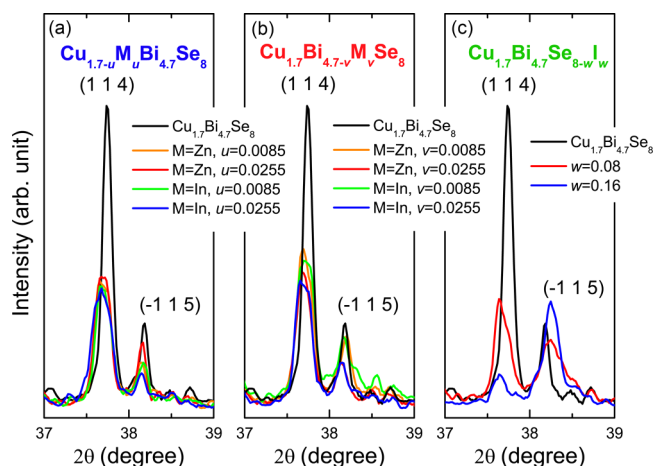 (a)
Cu1.7-uMuBi4.7Se8
(1 1 4)
Cu1.7Bi4.7Se8
M=Zn, u=0.0085
M=Zn, u=0.0255
M=In, u=0.0085
M=In, u=0.0255
(-1 1 5)
(b)
Cu1.7Bi4.7-vMvSe8
(1 1 4)
Cu1.7Bi4.7Se8
M=Zn, v=0.0085
M=Zn, v=0.0255
M=In, v=0.0085
M=In, v=0.0255
(-1 1 5)
(c)
Cu1.7Bi4.7Se8-wIw
(1 1 4)
Cu1.7Bi4.7Se8
w=0.08
w=0.16
(-1 1 5)
Intensity (arb. unit)
37 38 39
37 38 39
37 38 39
2θ (degree)
2θ (degree)
2θ (degree)